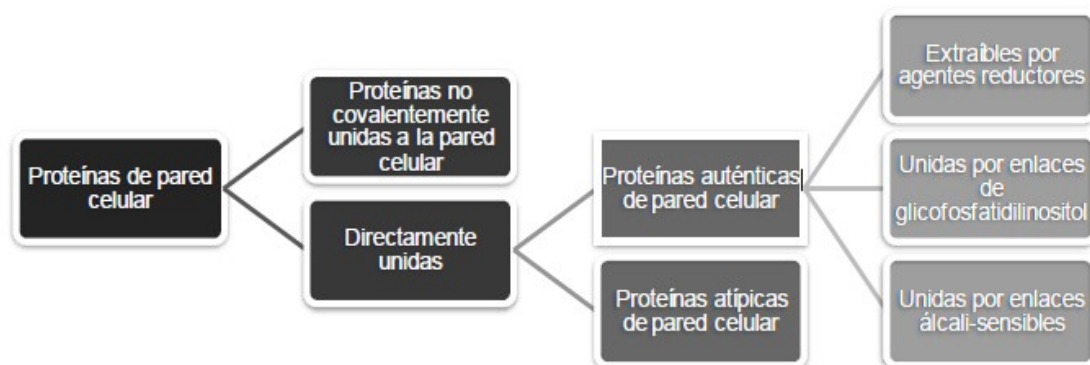 Proteínas de pared
celular
Proteínas no
covalentemente
unidas a la pared
celular
Directamente
unidas
Proteínas auténticas
de pared celular
Proteínas atípicas
de pared celular
Extraíbles por
agentes reductores
Unidas por enlaces
de
glicofosfatidilinositol
Unidas por enlaces
álcali-sensibles